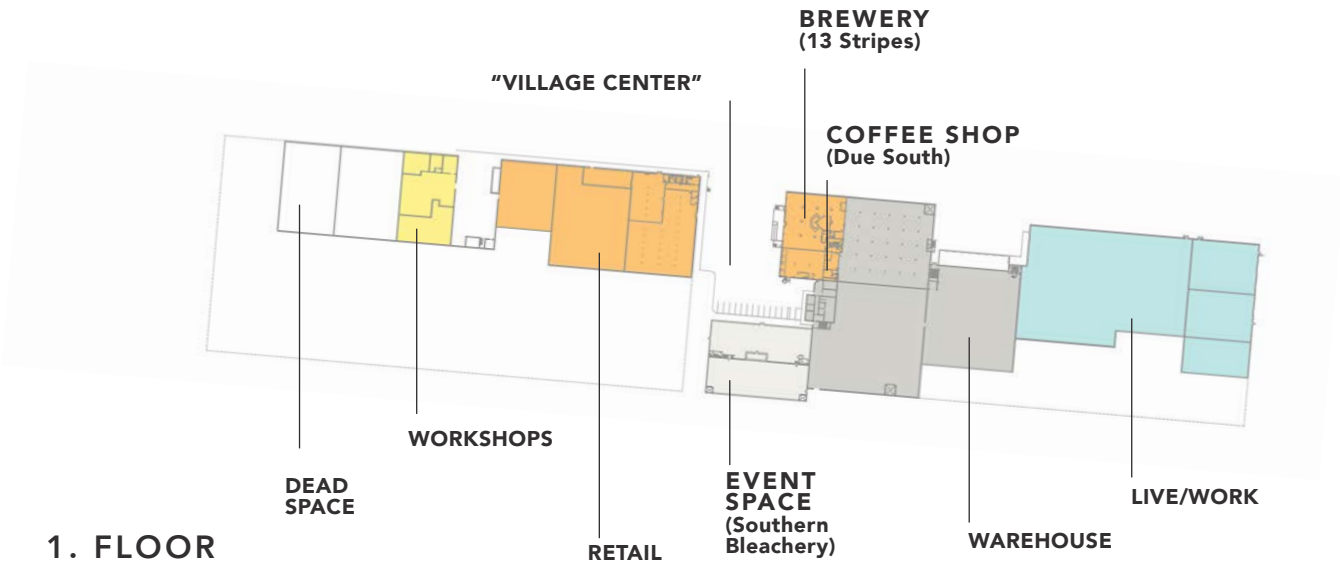 BREWERY
(13 Stripes)
"VILLAGE CENTER"
COFFEE SHOP
(Due South)
WORKSHOPS
DEAD
SPACE
EVENT
SPACE
(Southern
Bleachery)
LIVE/WORK
WAREHOUSE
RETAIL
1. FLOOR